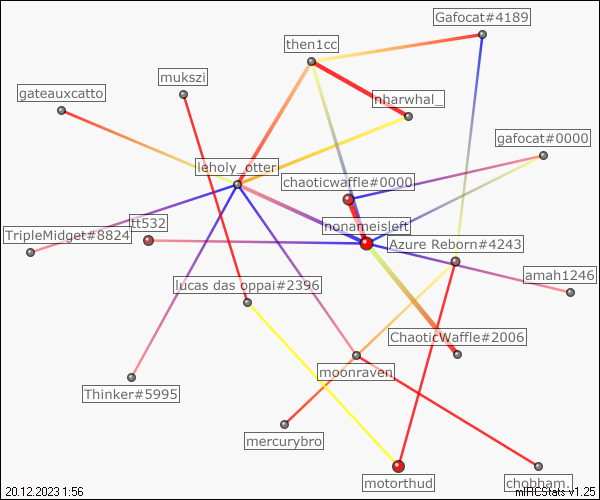 Gafocat#4189
then1cc
mukszi
gateauxcatto
nharwhal_
gafocat#0000
leholy_otter
chaoticwaffle#0000
nonameisleft
tt532
TripleMidget#8824
Azure Reborn#4243
amah1246
lucas das oppai#2396
ChaoticWaffle#2006
moonraven
Thinker#5995
mercurybro
motorthud
chobham.
20.12.2023 1:56
mIRCStats v1.25